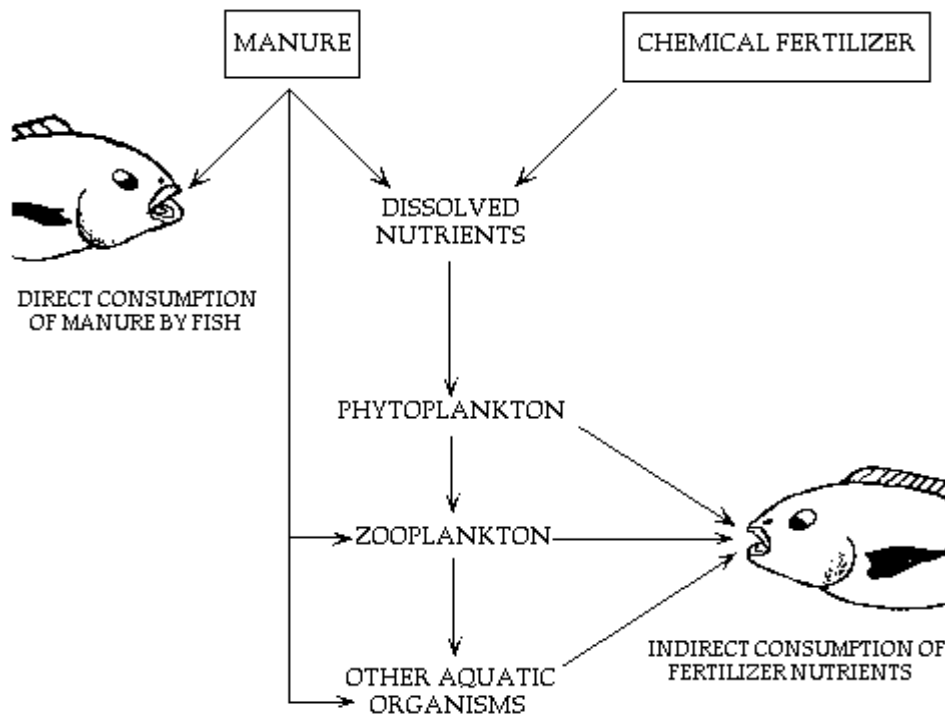 MANURE
CHEMICAL FERTILIZER
DISSOLVED
NUTRIENTS
DIRECT CONSUMPTION
OF MANURE BY FISH
PHYTOPLANKTON
ZOOPLANKTON
OTHER AQUATIC
ORGANISMS
INDIRECT CONSUMPTION OF
FERTILIZER NUTRIENTS